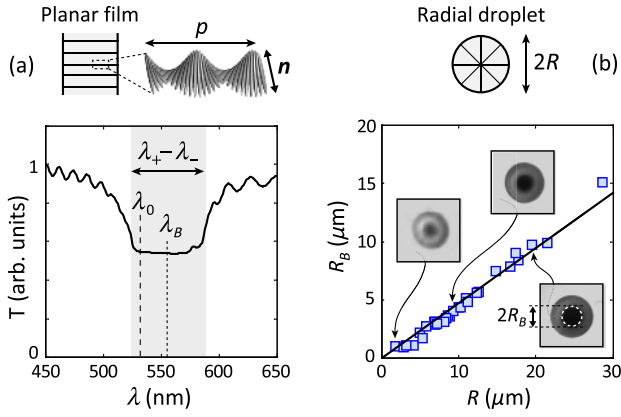 Planar film
Radial droplet
(a)
p
n
2R
(b)
λ₊−λ₋
λ₀
λ_B
1
0
T (arb. units)
450 500 550 600 650
λ (nm)
20
15
10
5
0
R_B (μm)
2R_B
0 10 20 30
R (μm)